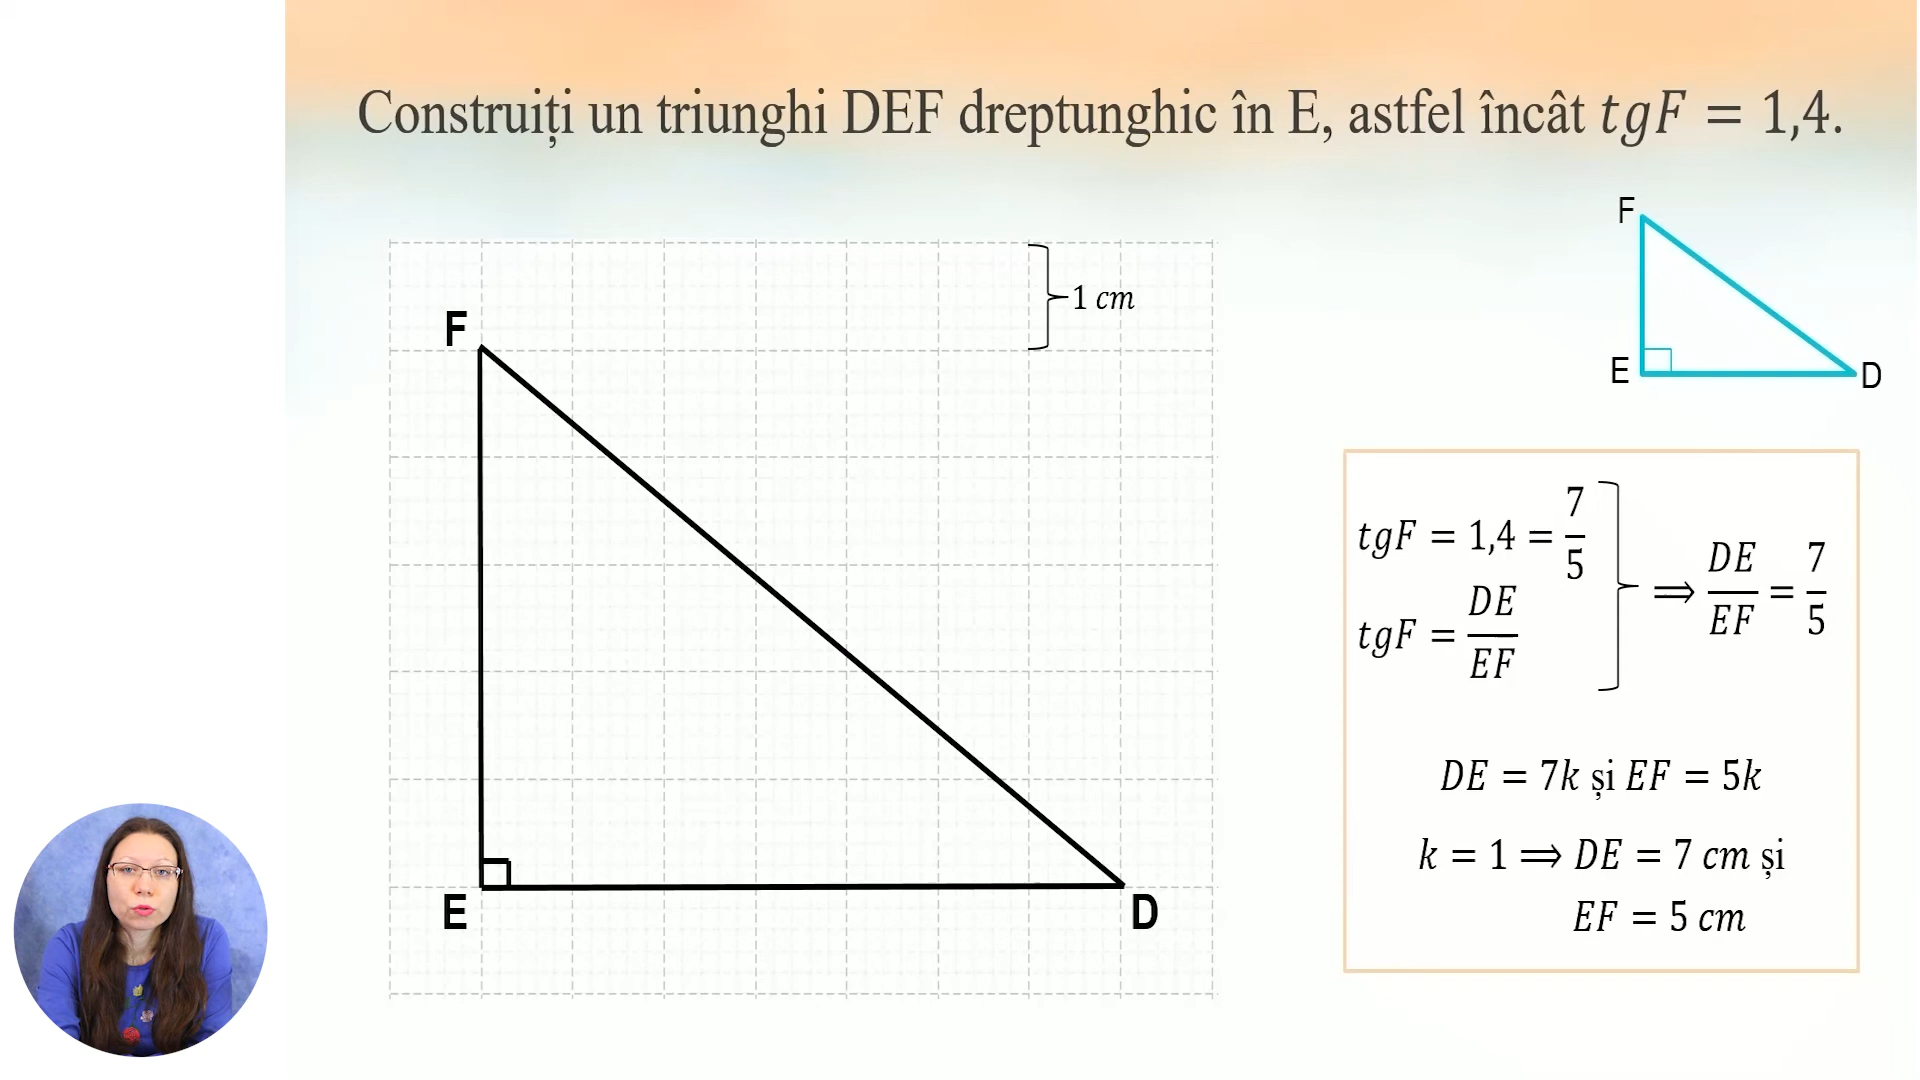 Construiți un triunghi DEF dreptunghic în E, astfel încât tgF = 1,4.
1 cm
F
E
D
F
E
D
tgF = 1,4 = 7/5
tgF = DE/EF
⟹ DE/EF = 7/5
DE = 7k și EF = 5k
k = 1 ⟹ DE = 7 cm și
EF = 5 cm